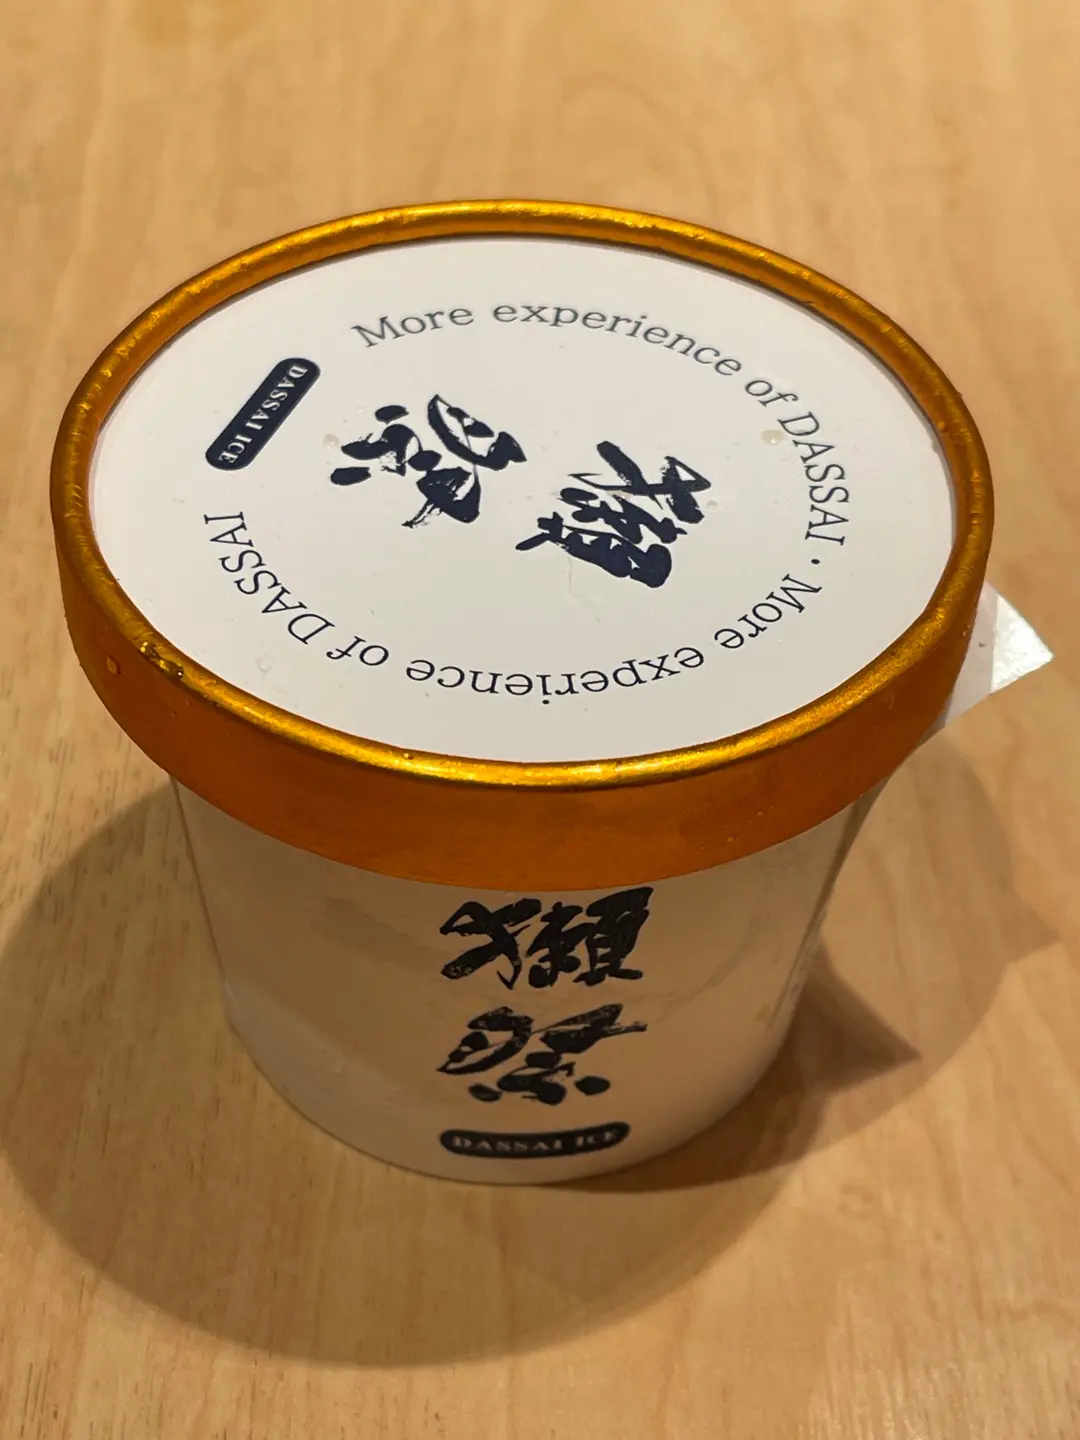 More experience of DASSAI · More experience of DASSAI
獺祭
DASSAI ICE
獺
祭
DASSAI ICE